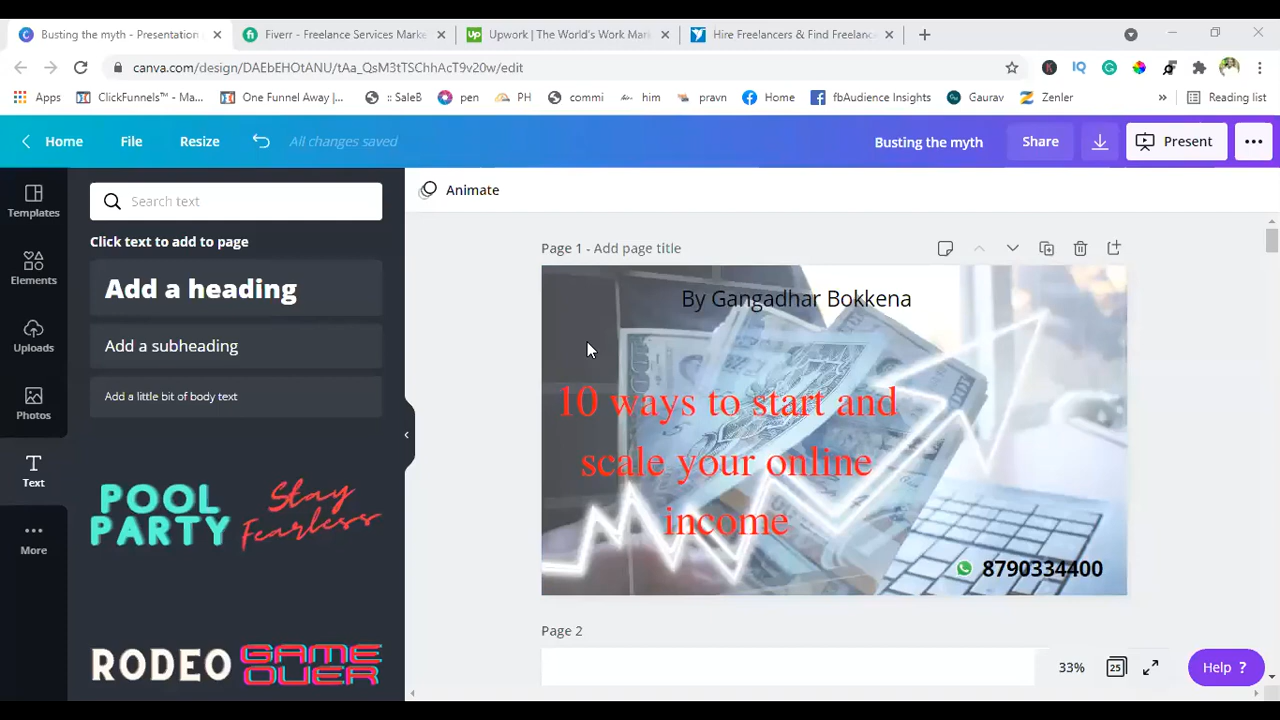 Busting the myth - Presentation
Fiverr - Freelance Services Marke
Upwork | The World's Work Mar
Hire Freelancers & Find Freelanc
canva.com/design/DAEbEHOtANU/tAa_QsM3tTSChhAcT9v20w/edit
Apps
ClickFunnels™ - Ma...
One Funnel Away I...
:: SaleB
pen
PH
commi
him
pravn
Home
fbAudience Insights
Gaurav
Zenler
»
Reading list
Home
File
Resize
All changes saved
Busting the myth
Share
Present
Templates
Elements
Uploads
Photos
Text
More
Search text
Click text to add to page
Add a heading
Add a subheading
Add a little bit of body text
POOL
PARTY
Stay
Fearless
RODEO
GAME
OVER
Animate
Page 1 - Add page title
By Gangadhar Bokkena
10 ways to start and
scale your online
income
8790334400
Page 2
33%
25
Help ?